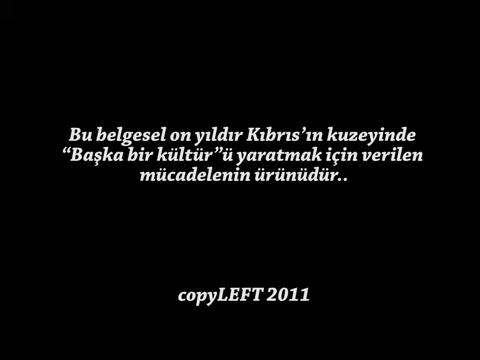 Bu belgesel on yıldır Kıbrıs’ın kuzeyinde
“Başka bir kültür”ü yaratmak için verilen
mücadelenin ürünüdür..
copyLEFT 2011